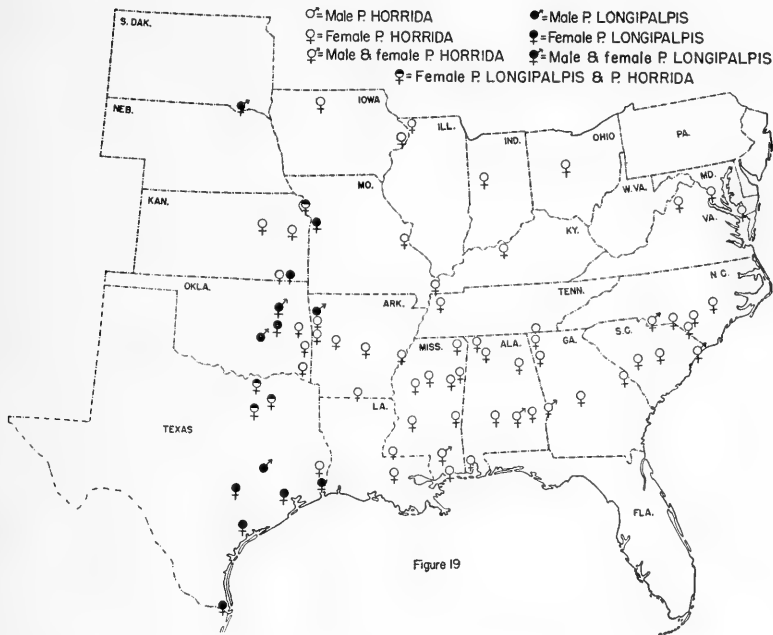 ♂=Male P. HORRIDA
♀=Female P. HORRIDA
⚥=Male & female P. HORRIDA
♂=Male P. LONGIPALPIS
♀=Female P. LONGIPALPIS
⚥=Male & female P. LONGIPALPIS
♀=Female P. LONGIPALPIS & P. HORRIDA
S. DAK.
NEB.
IOWA
ILL.
IND.
OHIO
PA.
MD.
W.VA.
VA.
KAN.
MO.
KY.
OKLA.
ARK.
TENN.
N C.
S.C.
MISS.
ALA.
GA.
LA.
TEXAS
FLA.
Figure 19